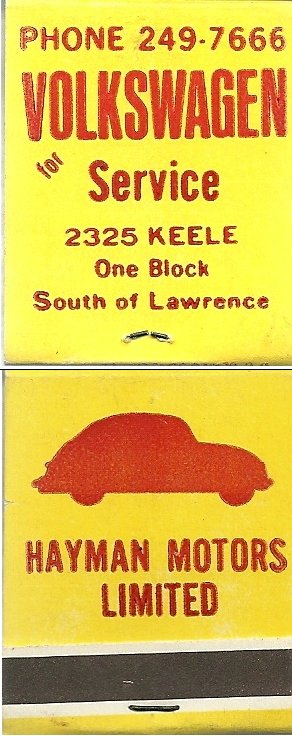 PHONE 249-7666
VOLKSWAGEN
for Service
2325 KEELE
One Block
South of Lawrence
HAYMAN MOTORS
LIMITED